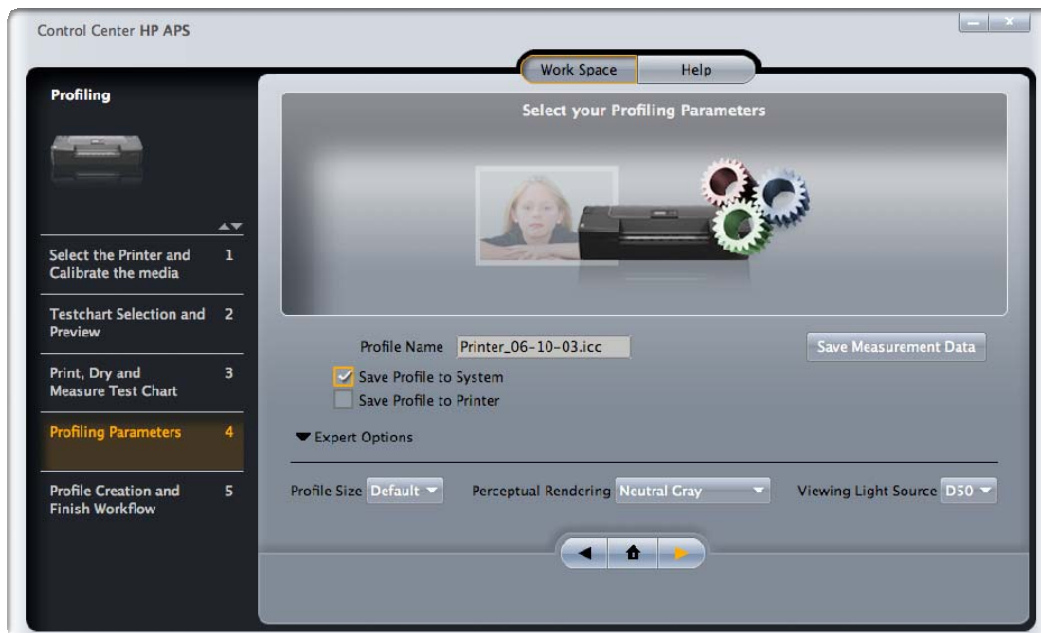 Control Center HP APS
Work Space
Help
Profiling
Select your Profiling Parameters
Select the Printer and 1
Calibrate the media
Testchart Selection and 2
Preview
Print, Dry and 3
Measure Test Chart
Profiling Parameters 4
Profile Creation and 5
Finish Workflow
Profile Name Printer_06-10-03.icc
Save Measurement Data
Save Profile to System
Save Profile to Printer
Expert Options
Profile Size Default
Perceptual Rendering Neutral Gray
Viewing Light Source D50